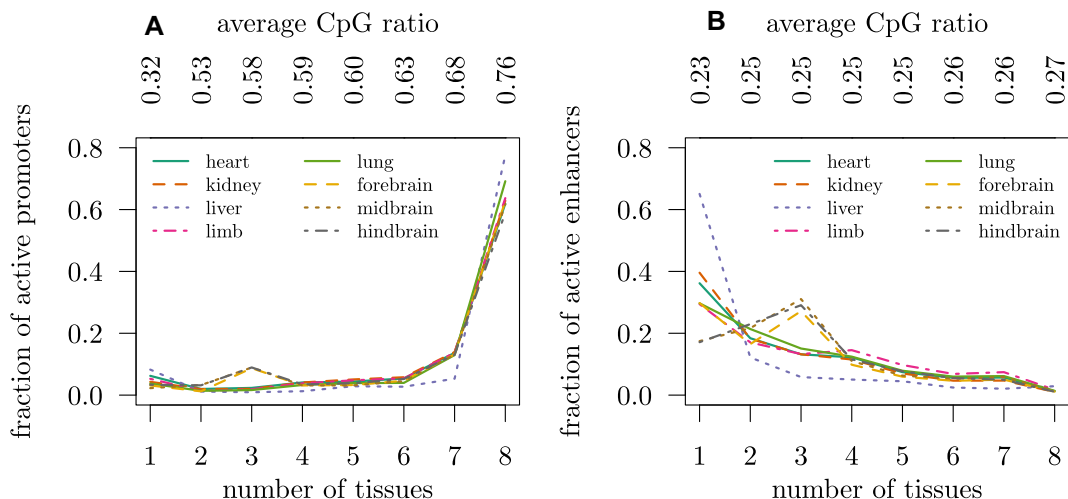 A
average CpG ratio
0.32 0.53 0.58 0.59 0.60 0.63 0.68 0.76
fraction of active promoters
0.8
0.6
0.4
0.2
0.0
heart lung
kidney forebrain
liver midbrain
limb hindbrain
1 2 3 4 5 6 7 8
number of tissues
B
average CpG ratio
0.23 0.25 0.25 0.25 0.25 0.26 0.26 0.27
fraction of active enhancers
0.8
0.6
0.4
0.2
0.0
heart lung
kidney forebrain
liver midbrain
limb hindbrain
1 2 3 4 5 6 7 8
number of tissues